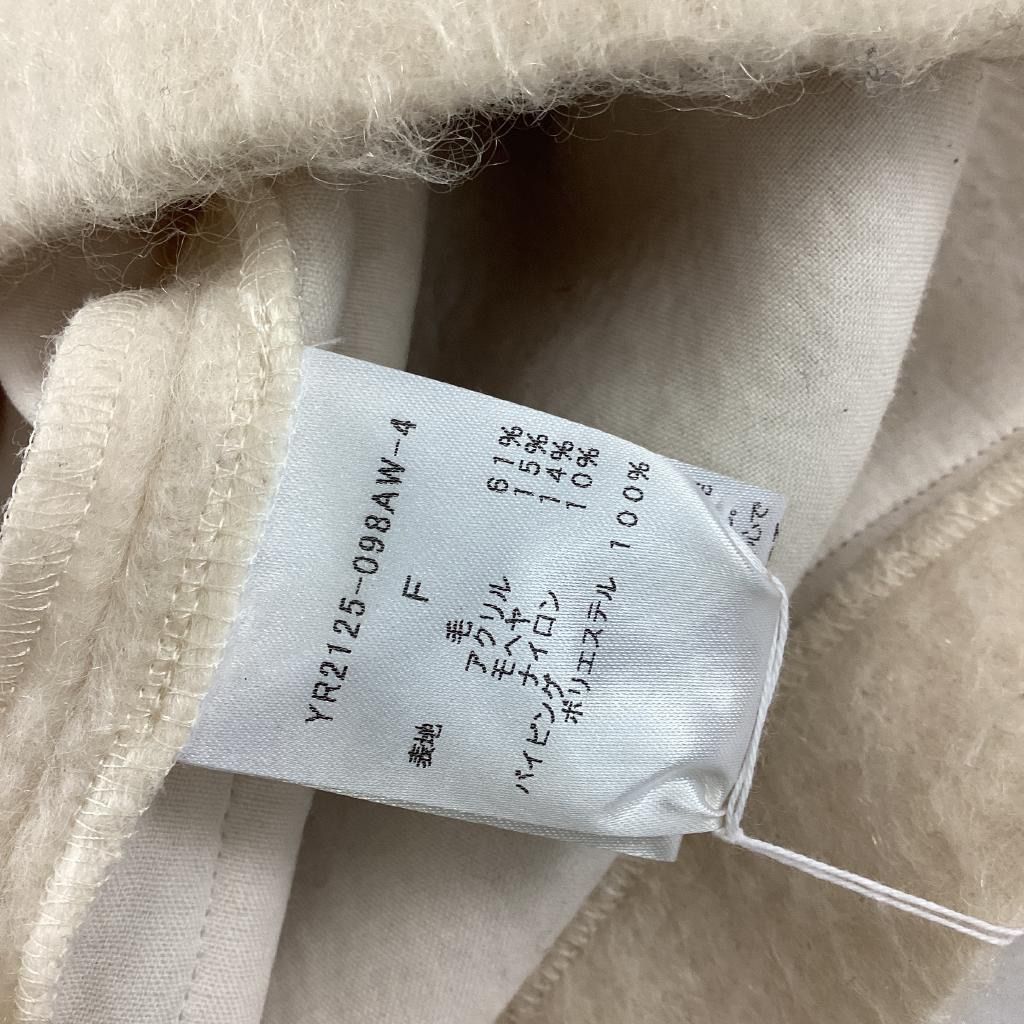 YR2125-098AW-4
F
表地
毛 61%
アクリル 15%
モヘヤ 14%
ナイロン 10%
パイピング
ポリエステル 100%